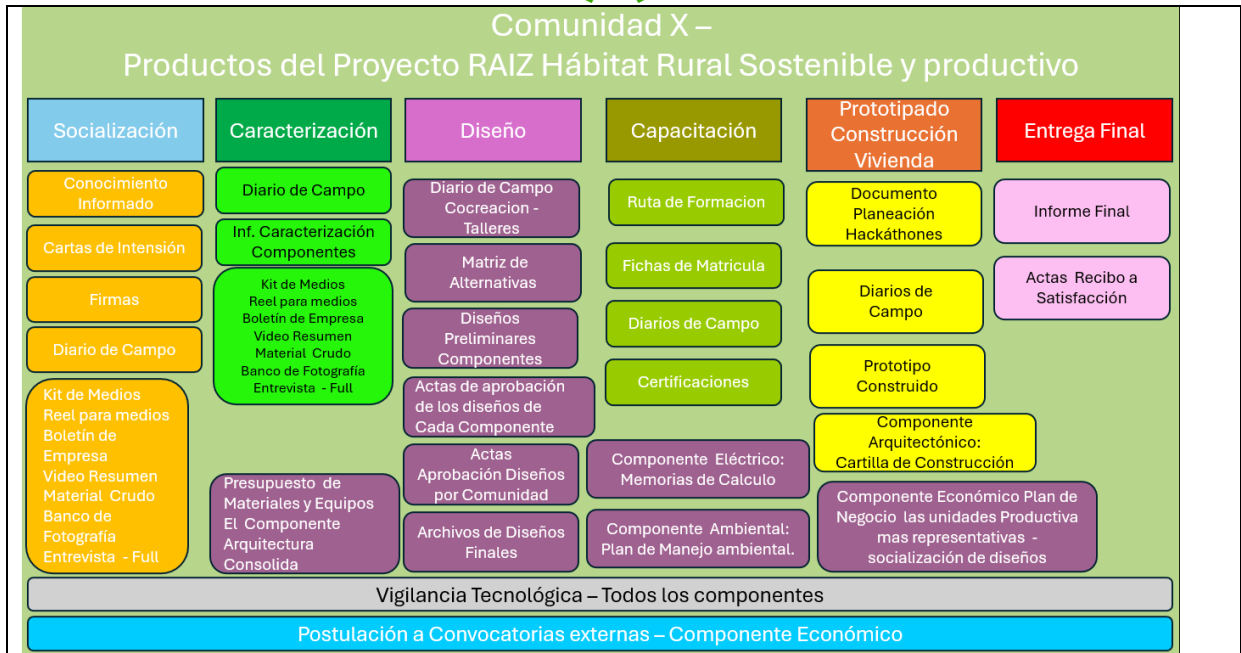 Comunidad X –
Productos del Proyecto RAIZ Hábitat Rural Sostenible y productivo
Socialización
Conocimiento
Informado
Cartas de Intensión
Firmas
Diario de Campo
Kit de Medios
Reel para medios
Boletín de
Empresa
Video Resumen
Material Crudo
Banco de
Fotografía
Entrevista - Full
Caracterización
Diario de Campo
Inf. Caracterización
Componentes
Kit de Medios
Reel para medios
Boletín de Empresa
Video Resumen
Material Crudo
Banco de Fotografía
Entrevista - Full
Presupuesto de
Materiales y Equipos
El Componente
Arquitectura
Consolida
Diseño
Diario de Campo
Cocreacion -
Talleres
Matriz de
Alternativas
Diseños
Preliminares
Componentes
Actas de aprobación
de los diseños de
Cada Componente
Actas
Aprobación Diseños
por Comunidad
Archivos de Diseños
Finales
Capacitación
Ruta de Formacion
Fichas de Matricula
Diarios de Campo
Certificaciones
Componente Eléctrico:
Memorias de Calculo
Componente Ambiental:
Plan de Manejo ambiental.
Prototipado
Construcción
Vivienda
Documento
Planeación
Hackáthones
Diarios de
Campo
Prototipo
Construido
Componente
Arquitectónico:
Cartilla de Construcción
Componente Económico Plan de
Negocio las unidades Productiva
mas representativas -
socialización de diseños
Entrega Final
Informe Final
Actas Recibo a
Satisfacción
Vigilancia Tecnológica – Todos los componentes
Postulación a Convocatorias externas – Componente Económico